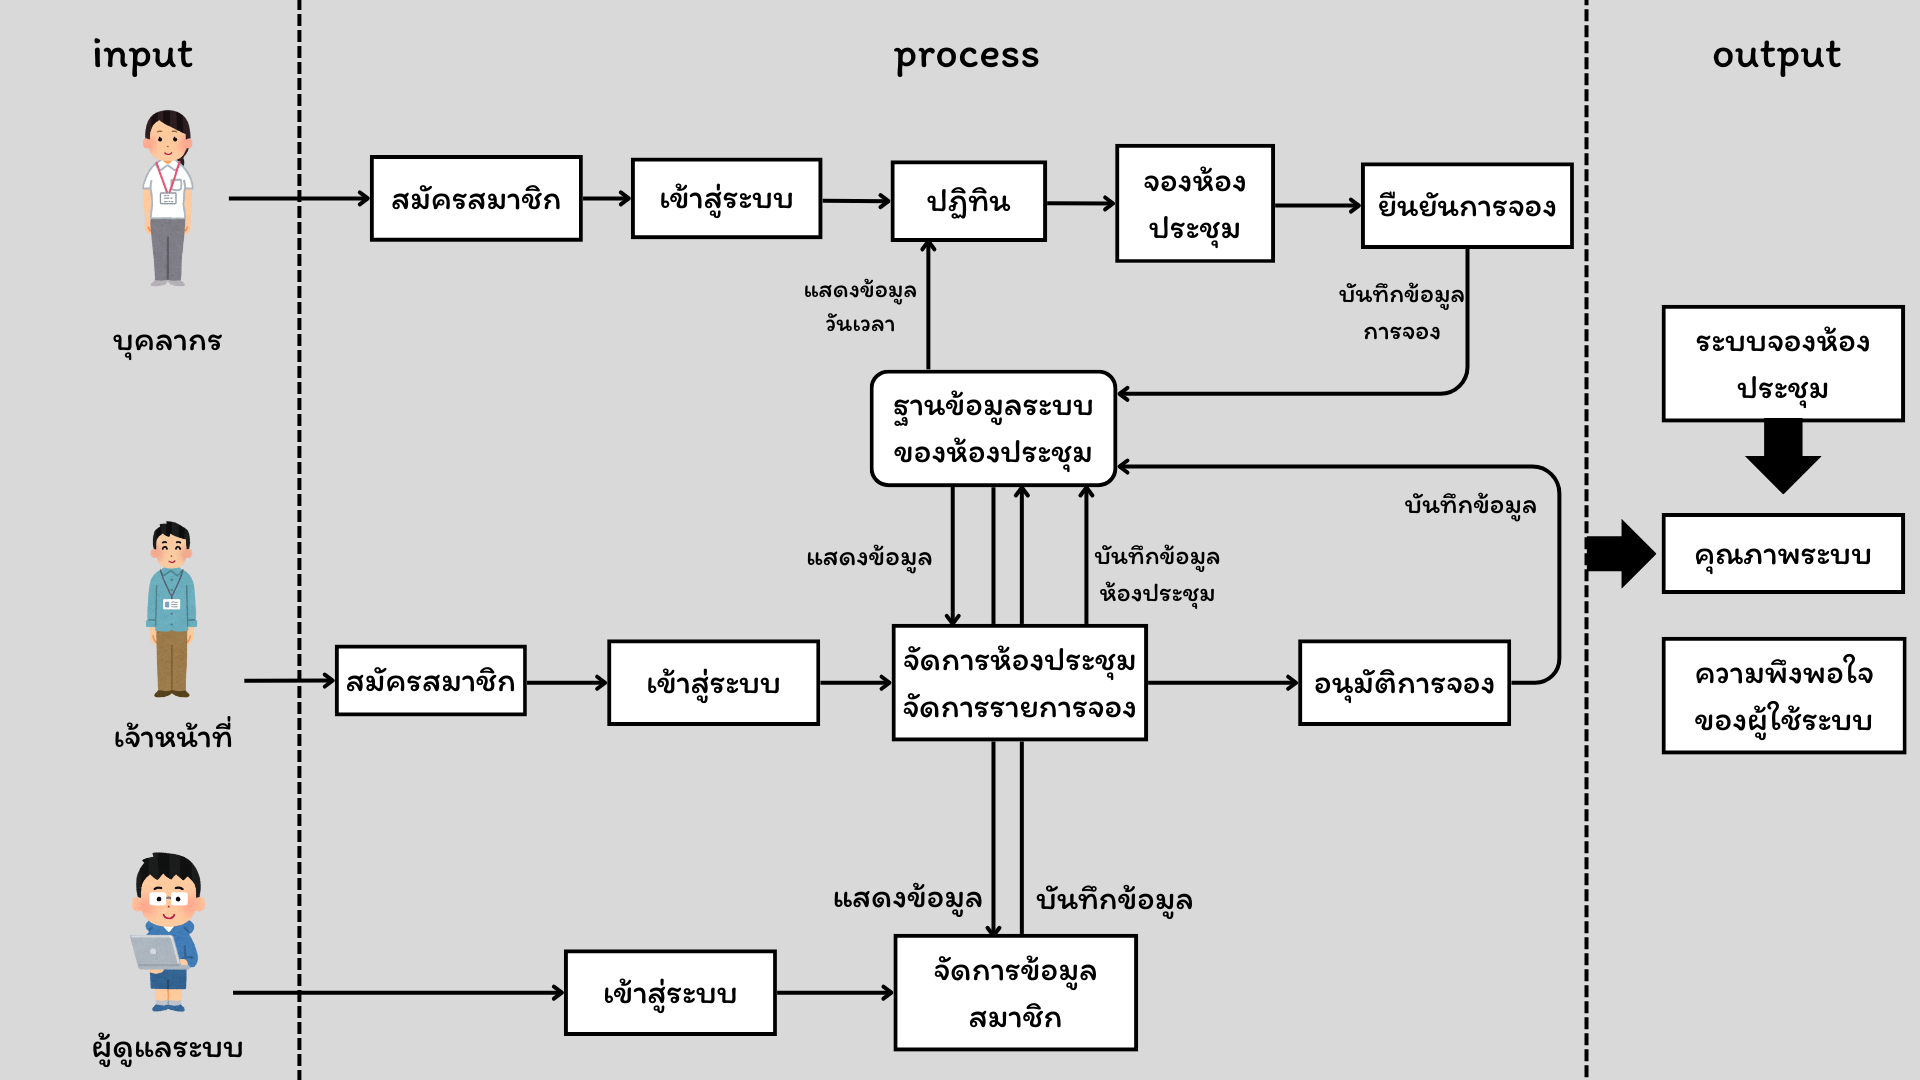 input
process
output
สมัครสมาชิก
เข้าสู่ระบบ
ปฏิทิน
จองห้อง
ประชุม
ยืนยันการจอง
บุคลากร
แสดงข้อมูล
วันเวลา
บันทึกข้อมูล
การจอง
ฐานข้อมูลระบบ
ของห้องประชุม
แสดงข้อมูล
บันทึกข้อมูล
ห้องประชุม
บันทึกข้อมูล
สมัครสมาชิก
เข้าสู่ระบบ
จัดการห้องประชุม
จัดการรายการจอง
อนุมัติการจอง
เจ้าหน้าที่
แสดงข้อมูล
บันทึกข้อมูล
เข้าสู่ระบบ
จัดการข้อมูล
สมาชิก
ผู้ดูแลระบบ
ระบบจองห้อง
ประชุม
คุณภาพระบบ
ความพึงพอใจ
ของผู้ใช้ระบบ